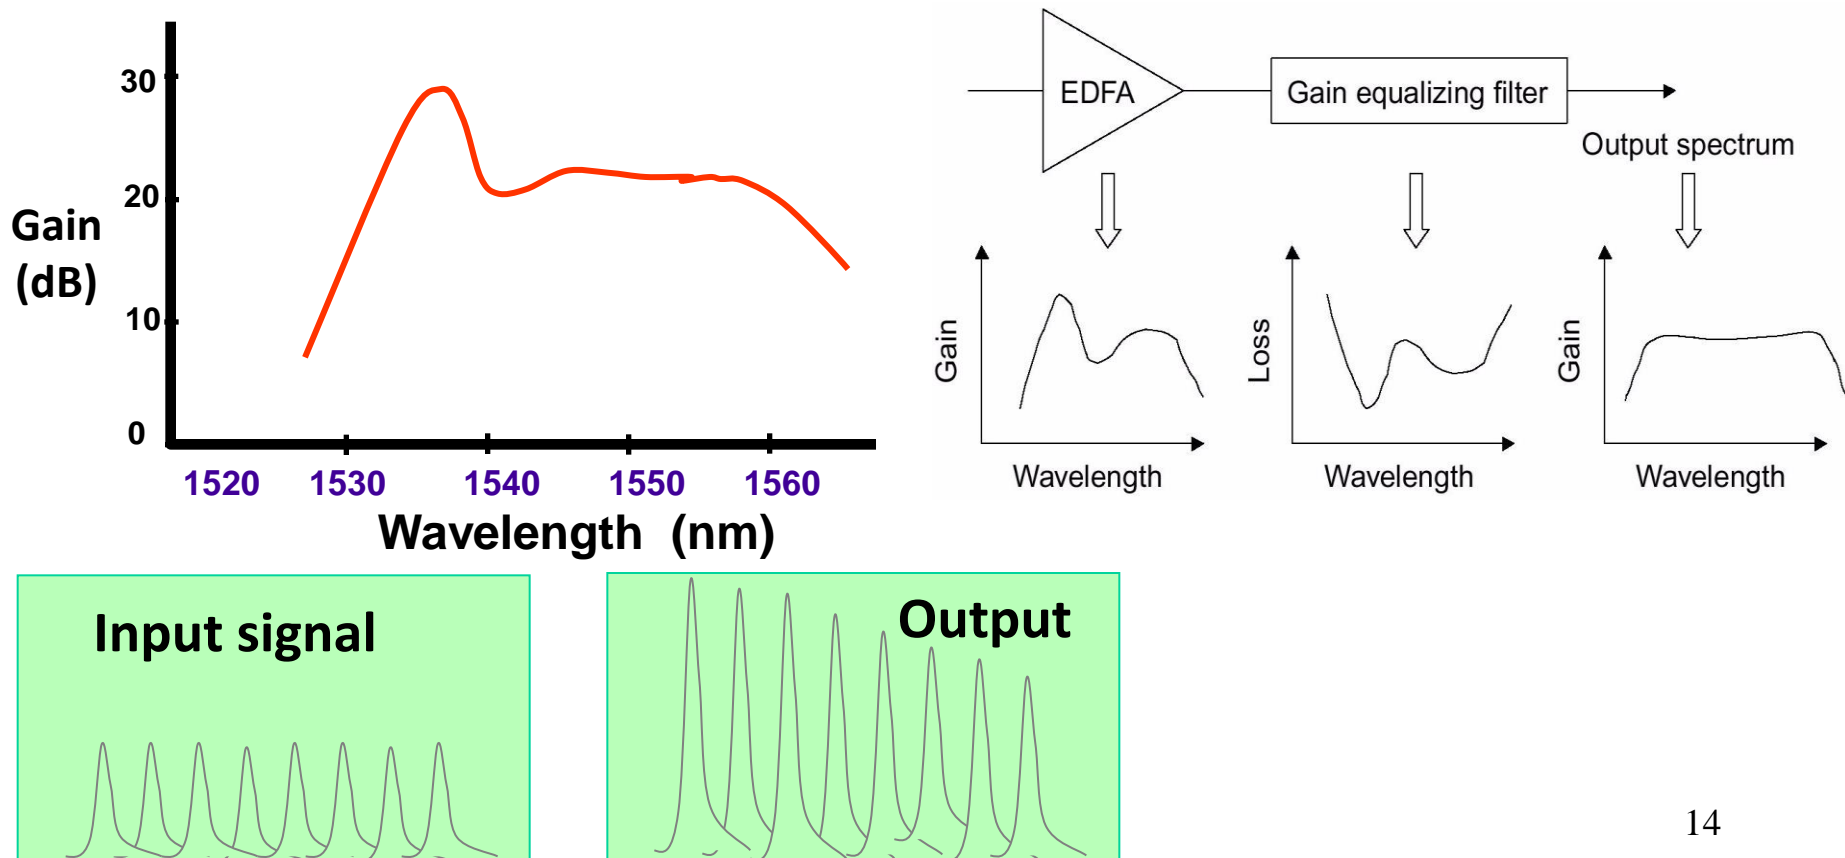 30
20
10
0
Gain
(dB)
1520 1530 1540 1550 1560
Wavelength (nm)
EDFA
Gain equalizing filter
Output spectrum
Gain
Wavelength
Loss
Wavelength
Gain
Wavelength
Input signal
Output
14